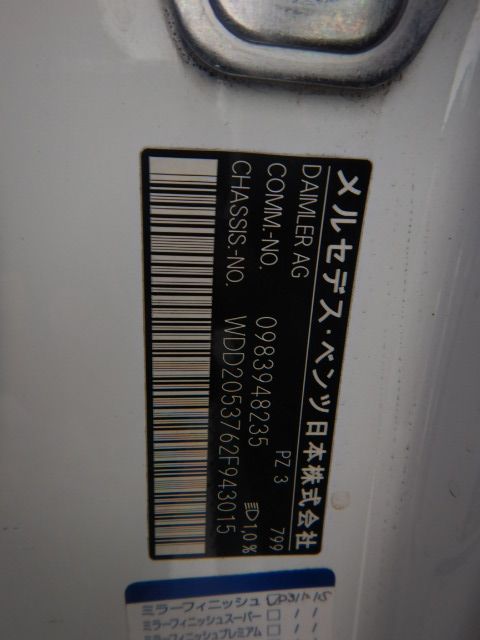 メルセデス・ベンツ日本株式会社
DAIMLER AG
COMM.-NO. 0983948235 PZ 3 799
CHASSIS.-NO. WDD2053762F943015 1,0%
ミラーフィニッシュ
ミラーフィニッシュスーパー □ / /
ミラーフィニッシュプレミアム